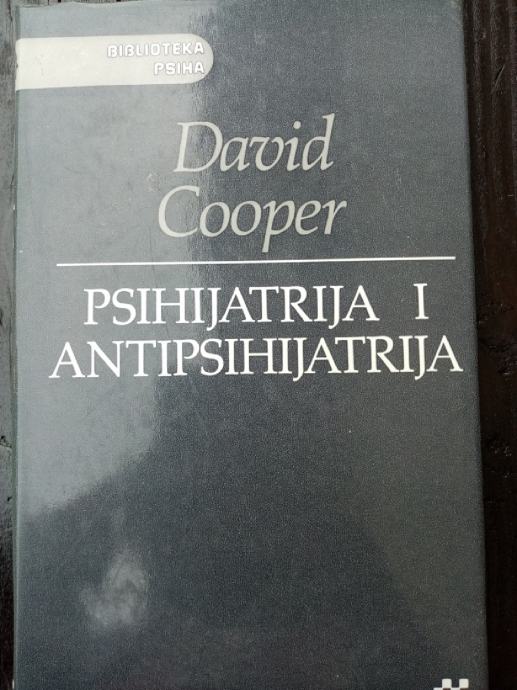 BIBLIOTEKA
PSIHA
David
Cooper
PSIHIJATRIJA I
ANTIPSIHIJATRIJA